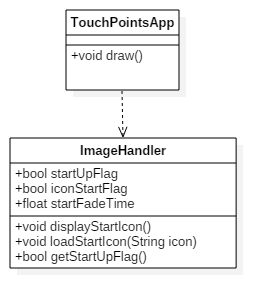 TouchPointsApp
+void draw()
ImageHandler
+bool startUpFlag
+bool iconStartFlag
+float startFadeTime
+void displayStartIcon()
+void loadStartIcon(String icon)
+bool getStartUpFlag()